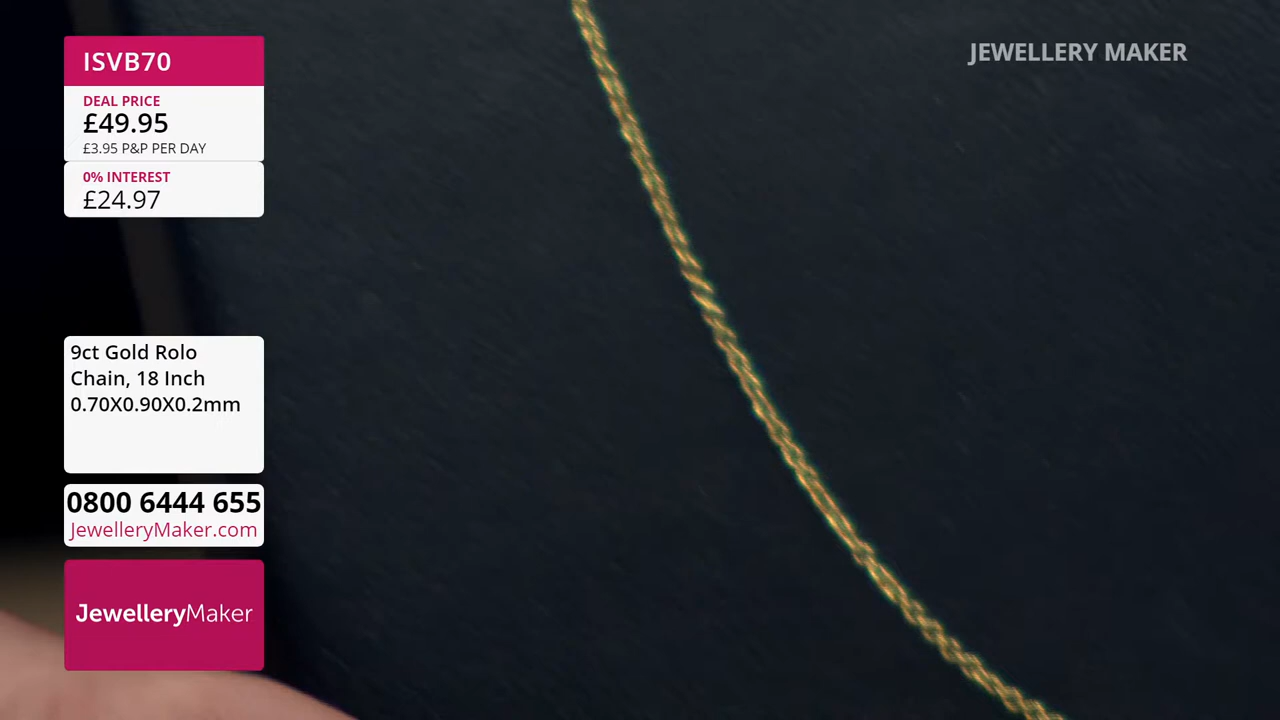 ISVB70
DEAL PRICE
£49.95
£3.95 P&P PER DAY
0% INTEREST
£24.97
9ct Gold Rolo
Chain, 18 Inch
0.70X0.90X0.2mm
0800 6444 655
JewelleryMaker.com
JewelleryMaker
JEWELLERY MAKER